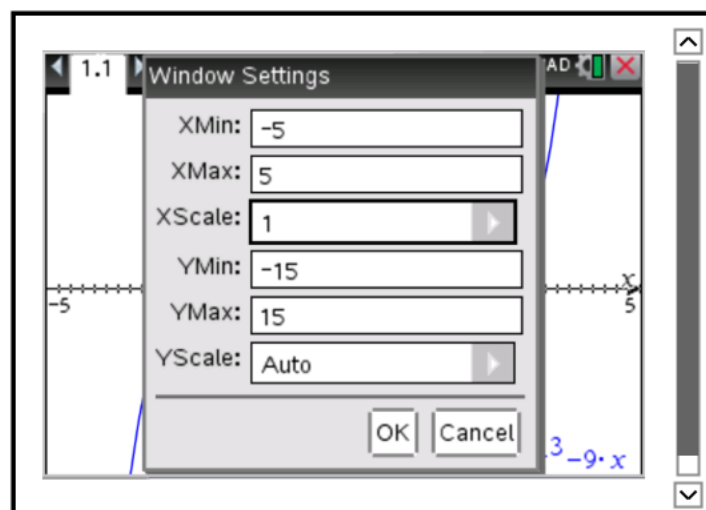 1.1 Window Settings AD
XMin: -5
XMax: 5
XScale: 1
YMin: -15
x
-5 5
YMax: 15
YScale: Auto
OK Cancel
3-9·x